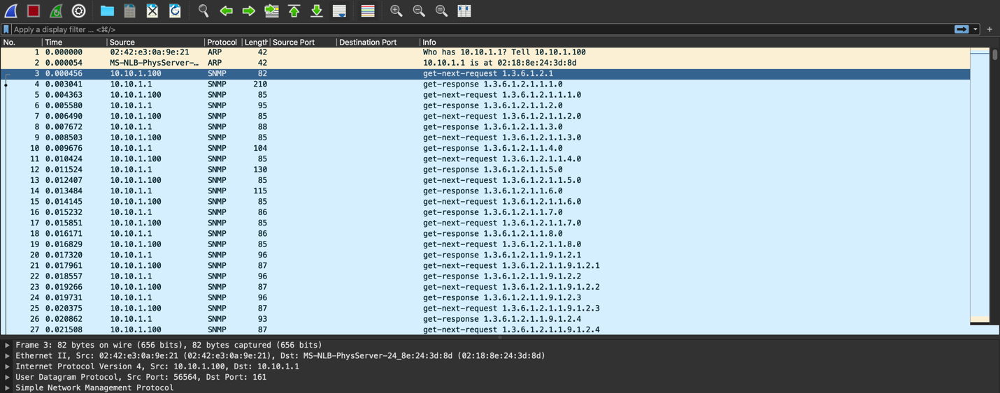 Apply a display filter ... <⌘/>
No. Time Source Protocol Length Source Port Destination Port Info
1 0.000000 02:42:e3:0a:9e:21 ARP 42 Who has 10.10.1.1? Tell 10.10.1.100
2 0.000054 MS-NLB-PhysServer-… ARP 42 10.10.1.1 is at 02:18:8e:24:3d:8d
3 0.000456 10.10.1.100 SNMP 82 get-next-request 1.3.6.1.2.1
4 0.003041 10.10.1.1 SNMP 210 get-response 1.3.6.1.2.1.1.1.0
5 0.004363 10.10.1.100 SNMP 85 get-next-request 1.3.6.1.2.1.1.1.0
6 0.005580 10.10.1.1 SNMP 95 get-response 1.3.6.1.2.1.1.2.0
7 0.006490 10.10.1.100 SNMP 85 get-next-request 1.3.6.1.2.1.1.2.0
8 0.007672 10.10.1.1 SNMP 88 get-response 1.3.6.1.2.1.1.3.0
9 0.008503 10.10.1.100 SNMP 85 get-next-request 1.3.6.1.2.1.1.3.0
10 0.009676 10.10.1.1 SNMP 104 get-response 1.3.6.1.2.1.1.4.0
11 0.010424 10.10.1.100 SNMP 85 get-next-request 1.3.6.1.2.1.1.4.0
12 0.011524 10.10.1.1 SNMP 130 get-response 1.3.6.1.2.1.1.5.0
13 0.012407 10.10.1.100 SNMP 85 get-next-request 1.3.6.1.2.1.1.5.0
14 0.013484 10.10.1.1 SNMP 115 get-response 1.3.6.1.2.1.1.6.0
15 0.014145 10.10.1.100 SNMP 85 get-next-request 1.3.6.1.2.1.1.6.0
16 0.015232 10.10.1.1 SNMP 86 get-response 1.3.6.1.2.1.1.7.0
17 0.015851 10.10.1.100 SNMP 85 get-next-request 1.3.6.1.2.1.1.7.0
18 0.016171 10.10.1.1 SNMP 86 get-response 1.3.6.1.2.1.1.8.0
19 0.016829 10.10.1.100 SNMP 85 get-next-request 1.3.6.1.2.1.1.8.0
20 0.017320 10.10.1.1 SNMP 96 get-response 1.3.6.1.2.1.1.9.1.2.1
21 0.017961 10.10.1.100 SNMP 87 get-next-request 1.3.6.1.2.1.1.9.1.2.1
22 0.018557 10.10.1.1 SNMP 96 get-response 1.3.6.1.2.1.1.9.1.2.2
23 0.019266 10.10.1.100 SNMP 87 get-next-request 1.3.6.1.2.1.1.9.1.2.2
24 0.019731 10.10.1.1 SNMP 96 get-response 1.3.6.1.2.1.1.9.1.2.3
25 0.020375 10.10.1.100 SNMP 87 get-next-request 1.3.6.1.2.1.1.9.1.2.3
26 0.020862 10.10.1.1 SNMP 93 get-response 1.3.6.1.2.1.1.9.1.2.4
27 0.021508 10.10.1.100 SNMP 87 get-next-request 1.3.6.1.2.1.1.9.1.2.4
Frame 3: 82 bytes on wire (656 bits), 82 bytes captured (656 bits)
Ethernet II, Src: 02:42:e3:0a:9e:21 (02:42:e3:0a:9e:21), Dst: MS-NLB-PhysServer-24_8e:24:3d:8d (02:18:8e:24:3d:8d)
Internet Protocol Version 4, Src: 10.10.1.100, Dst: 10.10.1.1
User Datagram Protocol, Src Port: 56564, Dst Port: 161
Simple Network Management Protocol